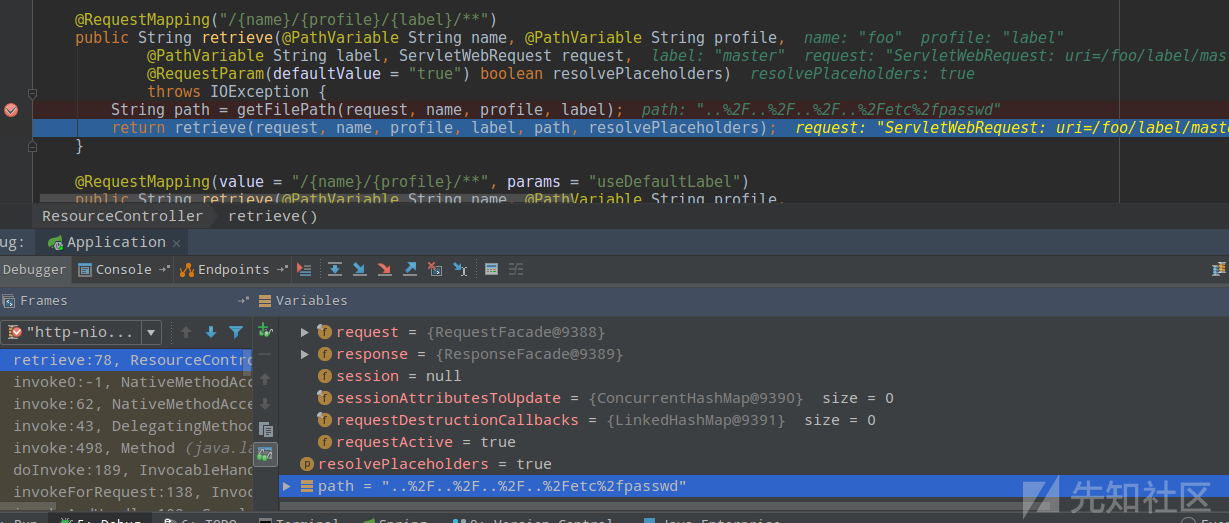 @RequestMapping("/{name}/{profile}/{label}/**")
public String retrieve(@PathVariable String name, @PathVariable String profile, name: "foo" profile: "label"
@PathVariable String label, ServletWebRequest request, label: "master" request: "ServletWebRequest: uri=/foo/label/mas
@RequestParam(defaultValue = "true") boolean resolvePlaceholders) resolvePlaceholders: true
throws IOException {
String path = getFilePath(request, name, profile, label); path: "..%2F..%2F..%2F..%2Fetc%2fpasswd"
return retrieve(request, name, profile, label, path, resolvePlaceholders); request: "ServletWebRequest: uri=/foo/label/maste
}
@RequestMapping(value = "/{name}/{profile}/**", params = "useDefaultLabel")
public String retrieve(@PathVariable String name, @PathVariable String profile,
ResourceController retrieve()
ug: Application
Debugger Console Endpoints
Frames Variables
"http-nio...
request = {RequestFacade@9388}
response = {ResponseFacade@9389}
session = null
sessionAttributesToUpdate = {ConcurrentHashMap@9390} size = 0
requestDestructionCallbacks = {LinkedHashMap@9391} size = 0
requestActive = true
resolvePlaceholders = true
path = "..%2F..%2F..%2F..%2Fetc%2fpasswd"
retrieve:78, ResourceContro
invoke0:-1, NativeMethodAcce
invoke:62, NativeMethodAcce
invoke:43, DelegatingMethod
invoke:498, Method (java.la
doInvoke:189, InvocableHand
invokeForRequest:138, Invoc
先知社区